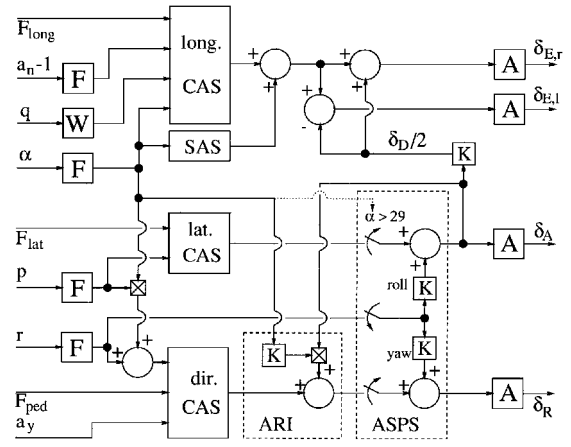 F_long
long. CAS
a_n-1
F
q
W
α
F
SAS
+
+
+
+
+
-
δ_D/2
K
A
δ_E,r
A
δ_E,l
F_lat
lat. CAS
α > 29
+
+
A
δ_A
p
F
roll
K
r
F
+
+
K
yaw
K
+
+
+
+
F_ped
a_y
dir. CAS
ARI
ASPS
A
δ_R